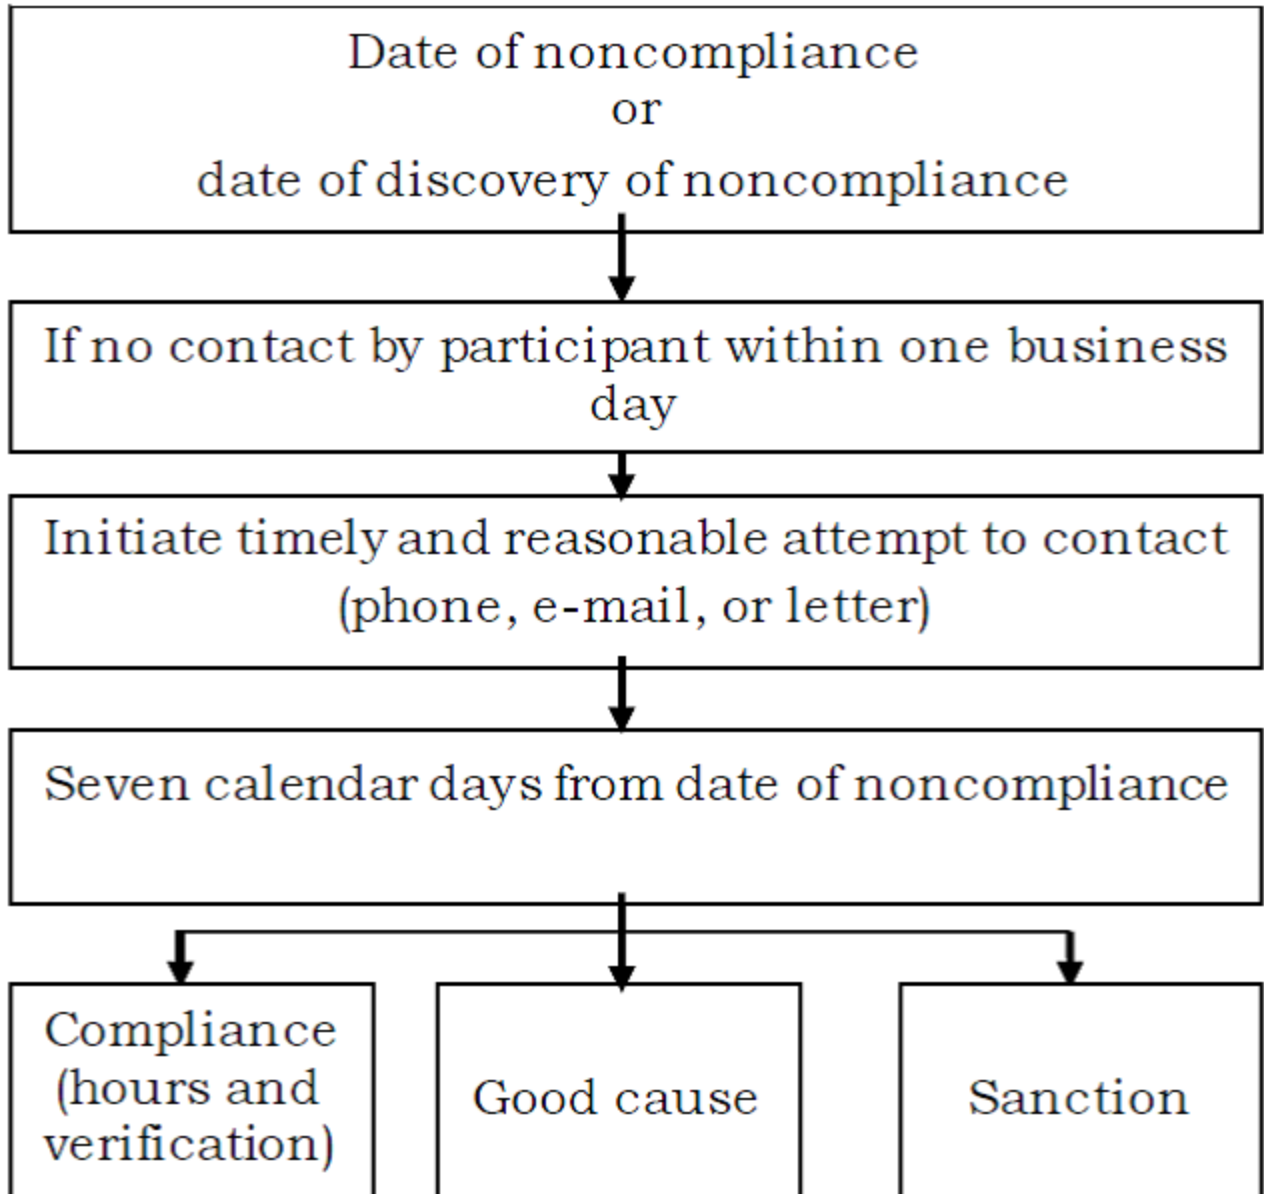 Date of noncompliance
or
date of discovery of noncompliance
If no contact by participant within one business
day
Initiate timely and reasonable attempt to contact
(phone, e-mail, or letter)
Seven calendar days from date of noncompliance
Compliance
(hours and
verification)
Good cause
Sanction